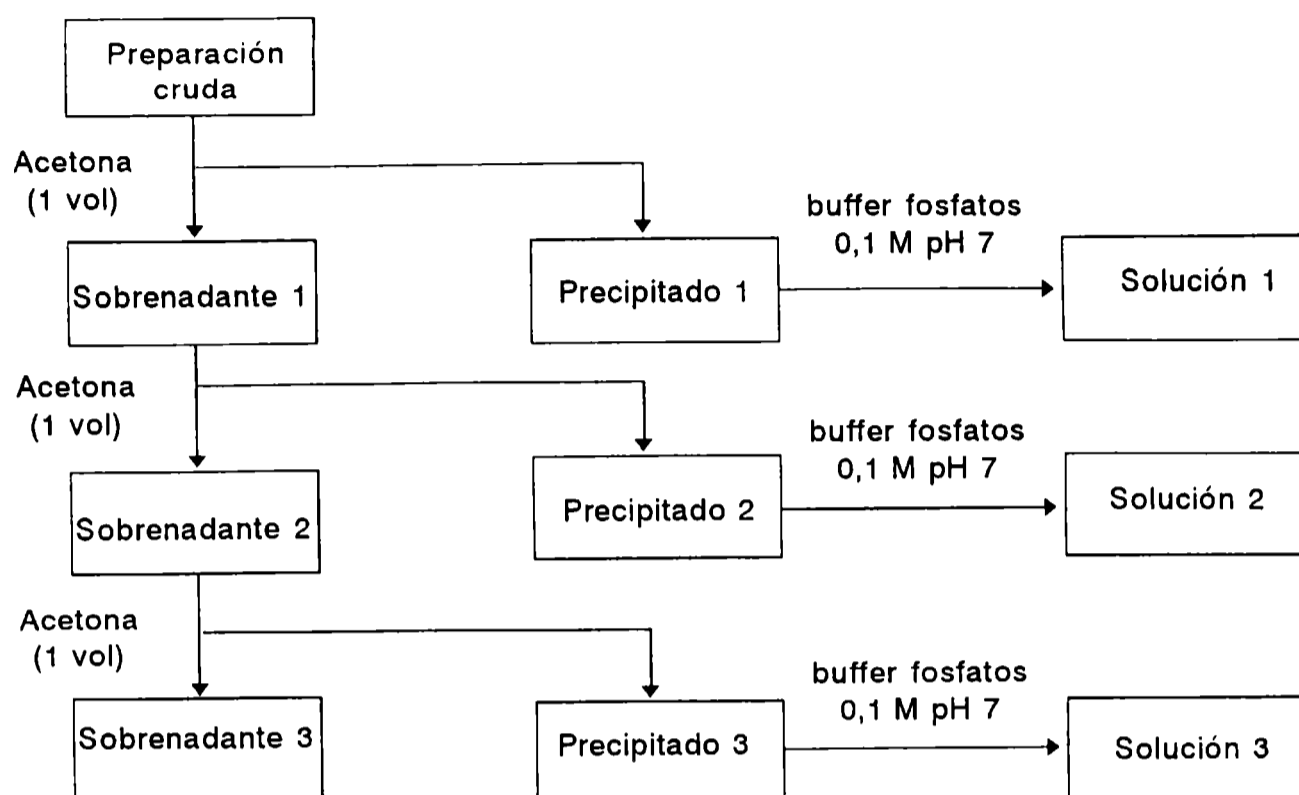 Preparación
cruda
Acetona
(1 vol)
buffer fosfatos
0,1 M pH 7
Sobrenadante 1
Precipitado 1
Solución 1
Acetona
(1 vol)
buffer fosfatos
0,1 M pH 7
Sobrenadante 2
Precipitado 2
Solución 2
Acetona
(1 vol)
buffer fosfatos
0,1 M pH 7
Sobrenadante 3
Precipitado 3
Solución 3